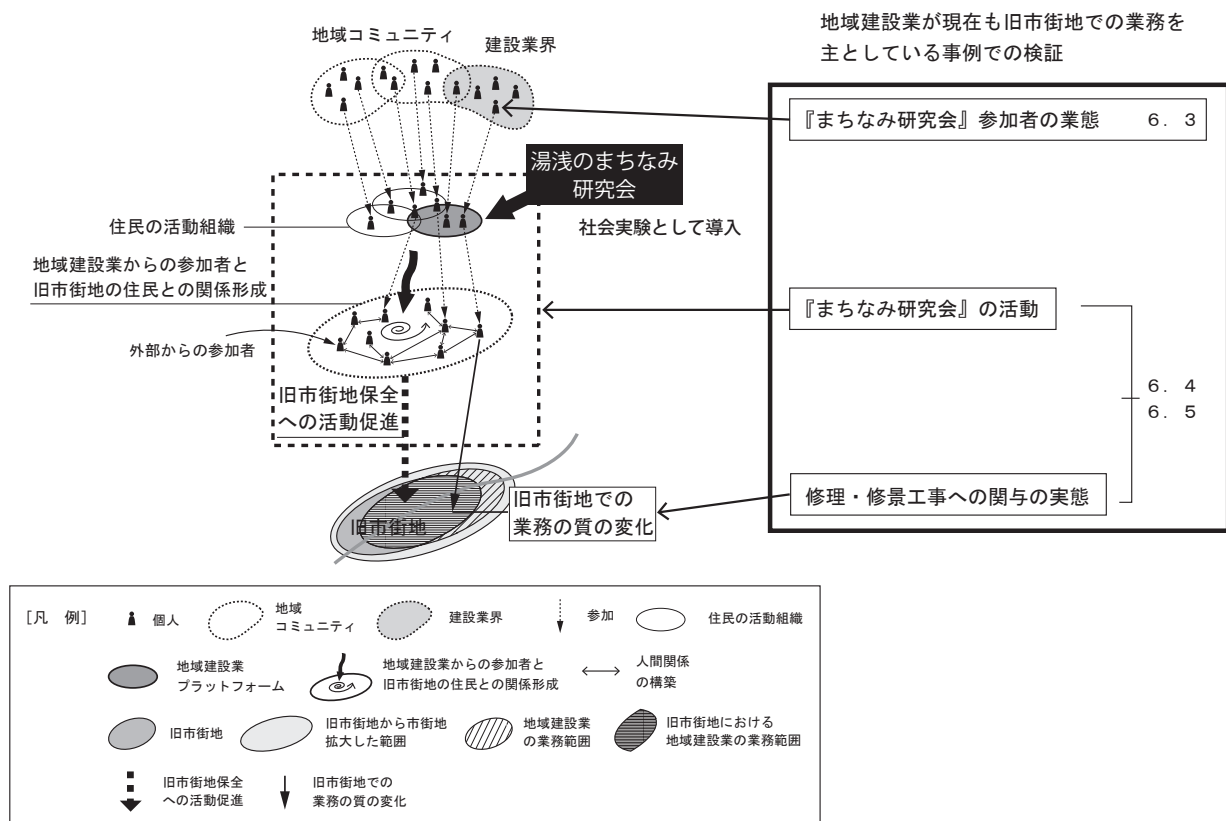 地域建設業が現在も旧市街地での業務を
主としている事例での検証
地域コミュニティ
建設業界
『まちなみ研究会』参加者の業態　６．３
湯浅のまちなみ
研究会
住民の活動組織
社会実験として導入
地域建設業からの参加者と
旧市街地の住民との関係形成
『まちなみ研究会』の活動
外部からの参加者
旧市街地保全
への活動促進
６．４
６．５
旧市街地
旧市街地での
業務の質の変化
修理・修景工事への関与の実態
［凡　例］
個人
地域
コミュニティ
建設業界
参加
住民の活動組織
地域建設業
プラットフォーム
地域建設業からの参加者と
旧市街地の住民との関係形成
人間関係
の構築
旧市街地
旧市街地から市街地
拡大した範囲
地域建設業
の業務範囲
旧市街地における
地域建設業の業務範囲
旧市街地保全
への活動促進
旧市街地での
業務の質の変化